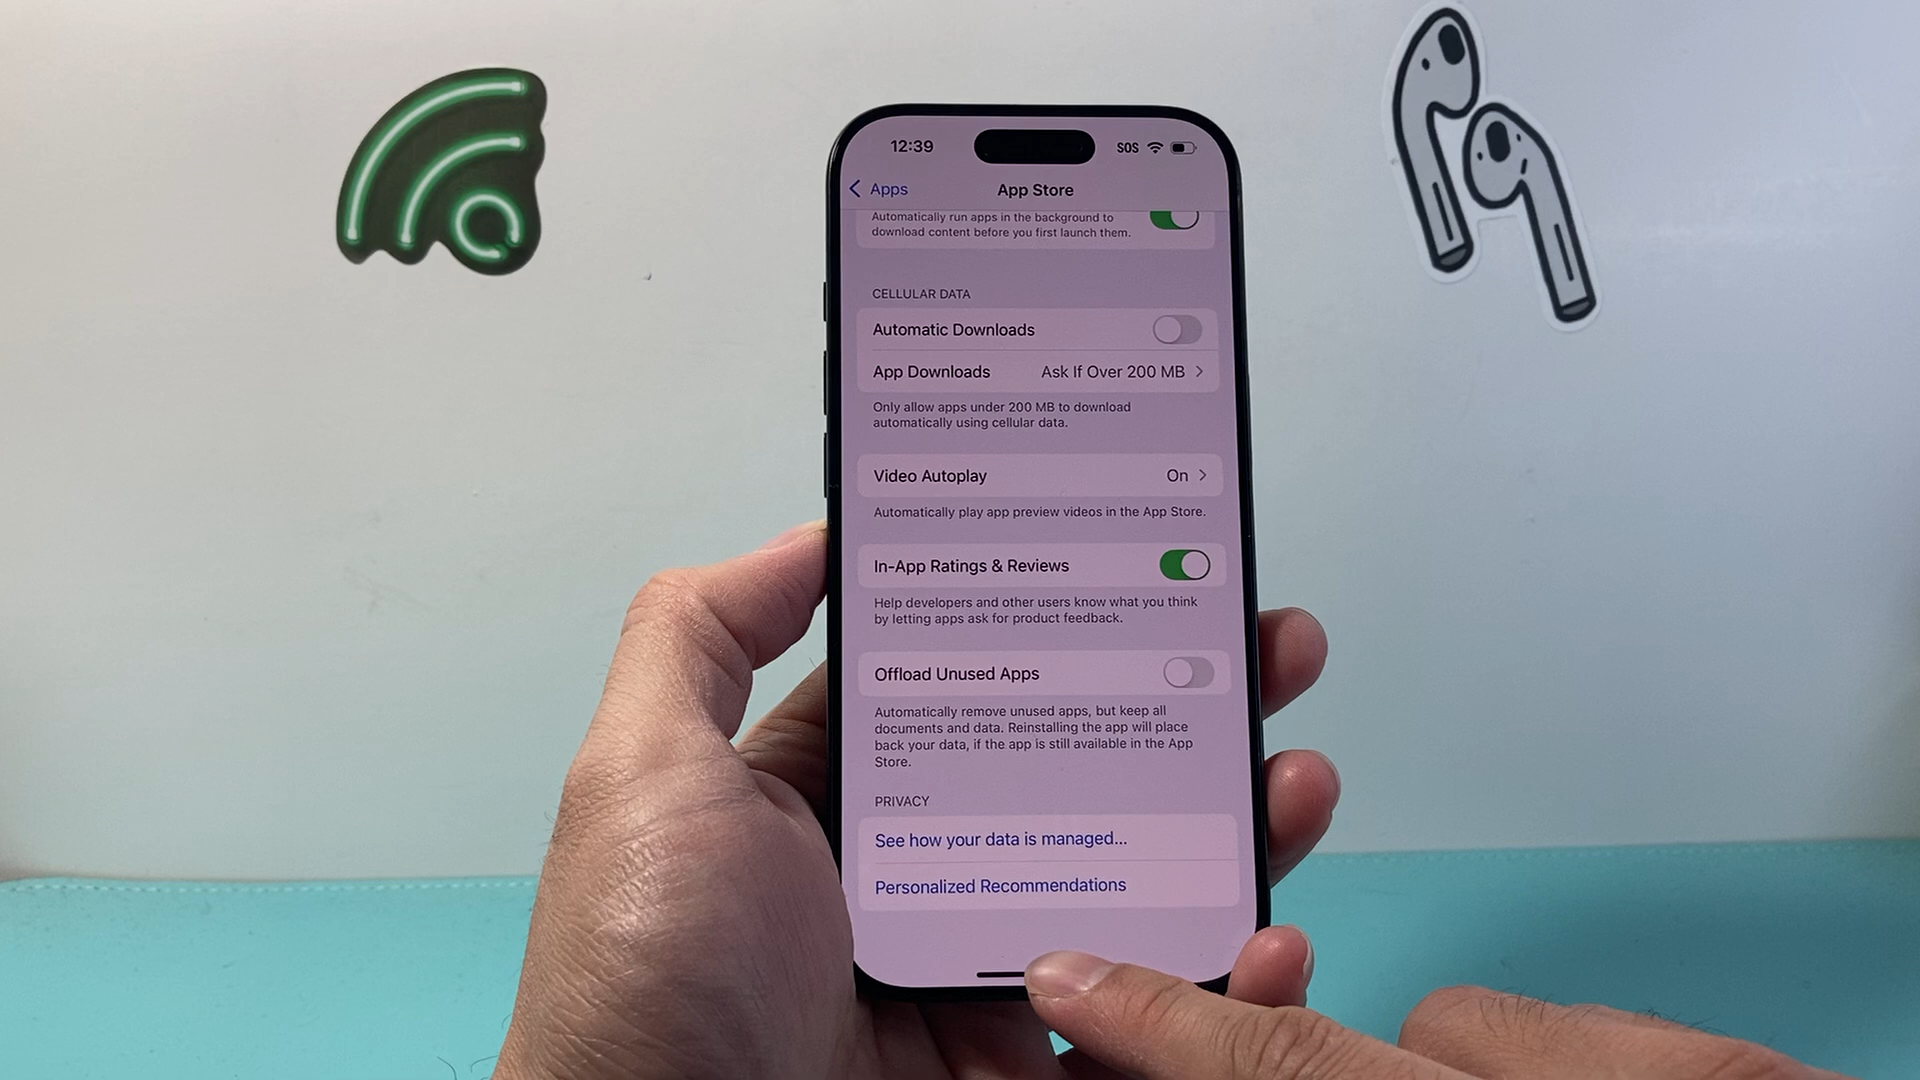 12:39
SOS
Apps
App Store
Automatically run apps in the background to
download content before you first launch them.
CELLULAR DATA
Automatic Downloads
App Downloads Ask If Over 200 MB
Only allow apps under 200 MB to download
automatically using cellular data.
Video Autoplay On
Automatically play app preview videos in the App Store.
In-App Ratings & Reviews
Help developers and other users know what you think
by letting apps ask for product feedback.
Offload Unused Apps
Automatically remove unused apps, but keep all
documents and data. Reinstalling the app will place
back your data, if the app is still available in the App
Store.
PRIVACY
See how your data is managed...
Personalized Recommendations